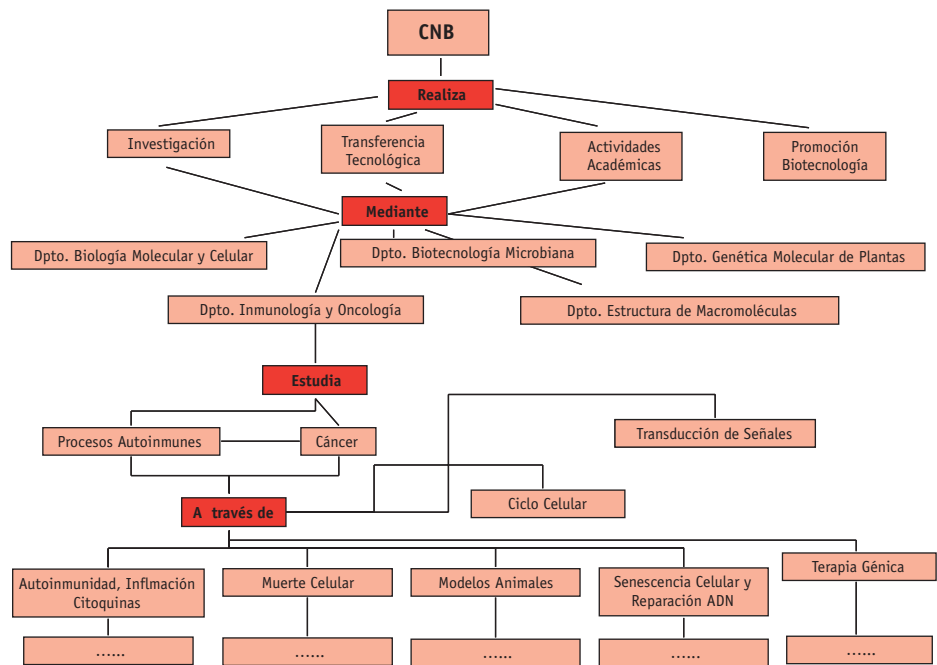 CNB
Realiza
Investigación
Transferencia
Tecnológica
Actividades
Académicas
Promoción
Biotecnología
Mediante
Dpto. Biología Molecular y Celular
Dpto. Biotecnología Microbiana
Dpto. Genética Molecular de Plantas
Dpto. Inmunología y Oncología
Dpto. Estructura de Macromoléculas
Estudia
Procesos Autoinmunes
Cáncer
Transducción de Señales
A través de
Ciclo Celular
Autoinmunidad, Inflmación
Citoquinas
Muerte Celular
Modelos Animales
Senescencia Celular y
Reparación ADN
Terapia Génica
......
......
......
......
......